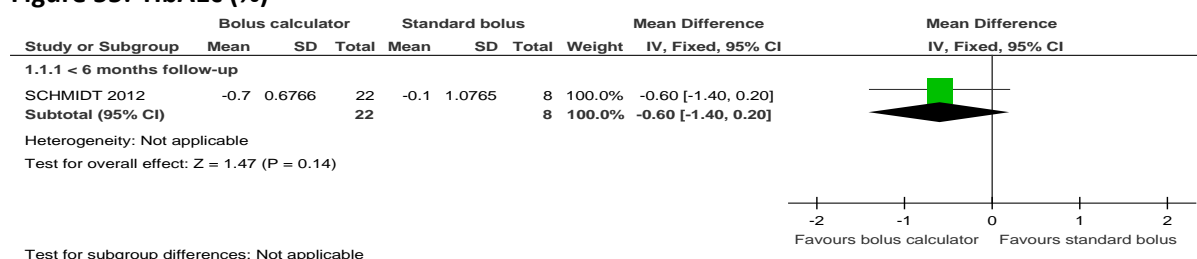 Bolus calculator Standard bolus Mean Difference Mean Difference
Study or Subgroup Mean SD Total Mean SD Total Weight IV, Fixed, 95% CI IV, Fixed, 95% CI
1.1.1 < 6 months follow-up
SCHMIDT 2012 -0.7 0.6766 22 -0.1 1.0765 8 100.0% -0.60 [-1.40, 0.20]
Subtotal (95% CI) 22 8 100.0% -0.60 [-1.40, 0.20]
Heterogeneity: Not applicable
Test for overall effect: Z = 1.47 (P = 0.14)
-2 -1 0 1 2
Favours bolus calculator Favours standard bolus
Test for subgroup differences: Not applicable